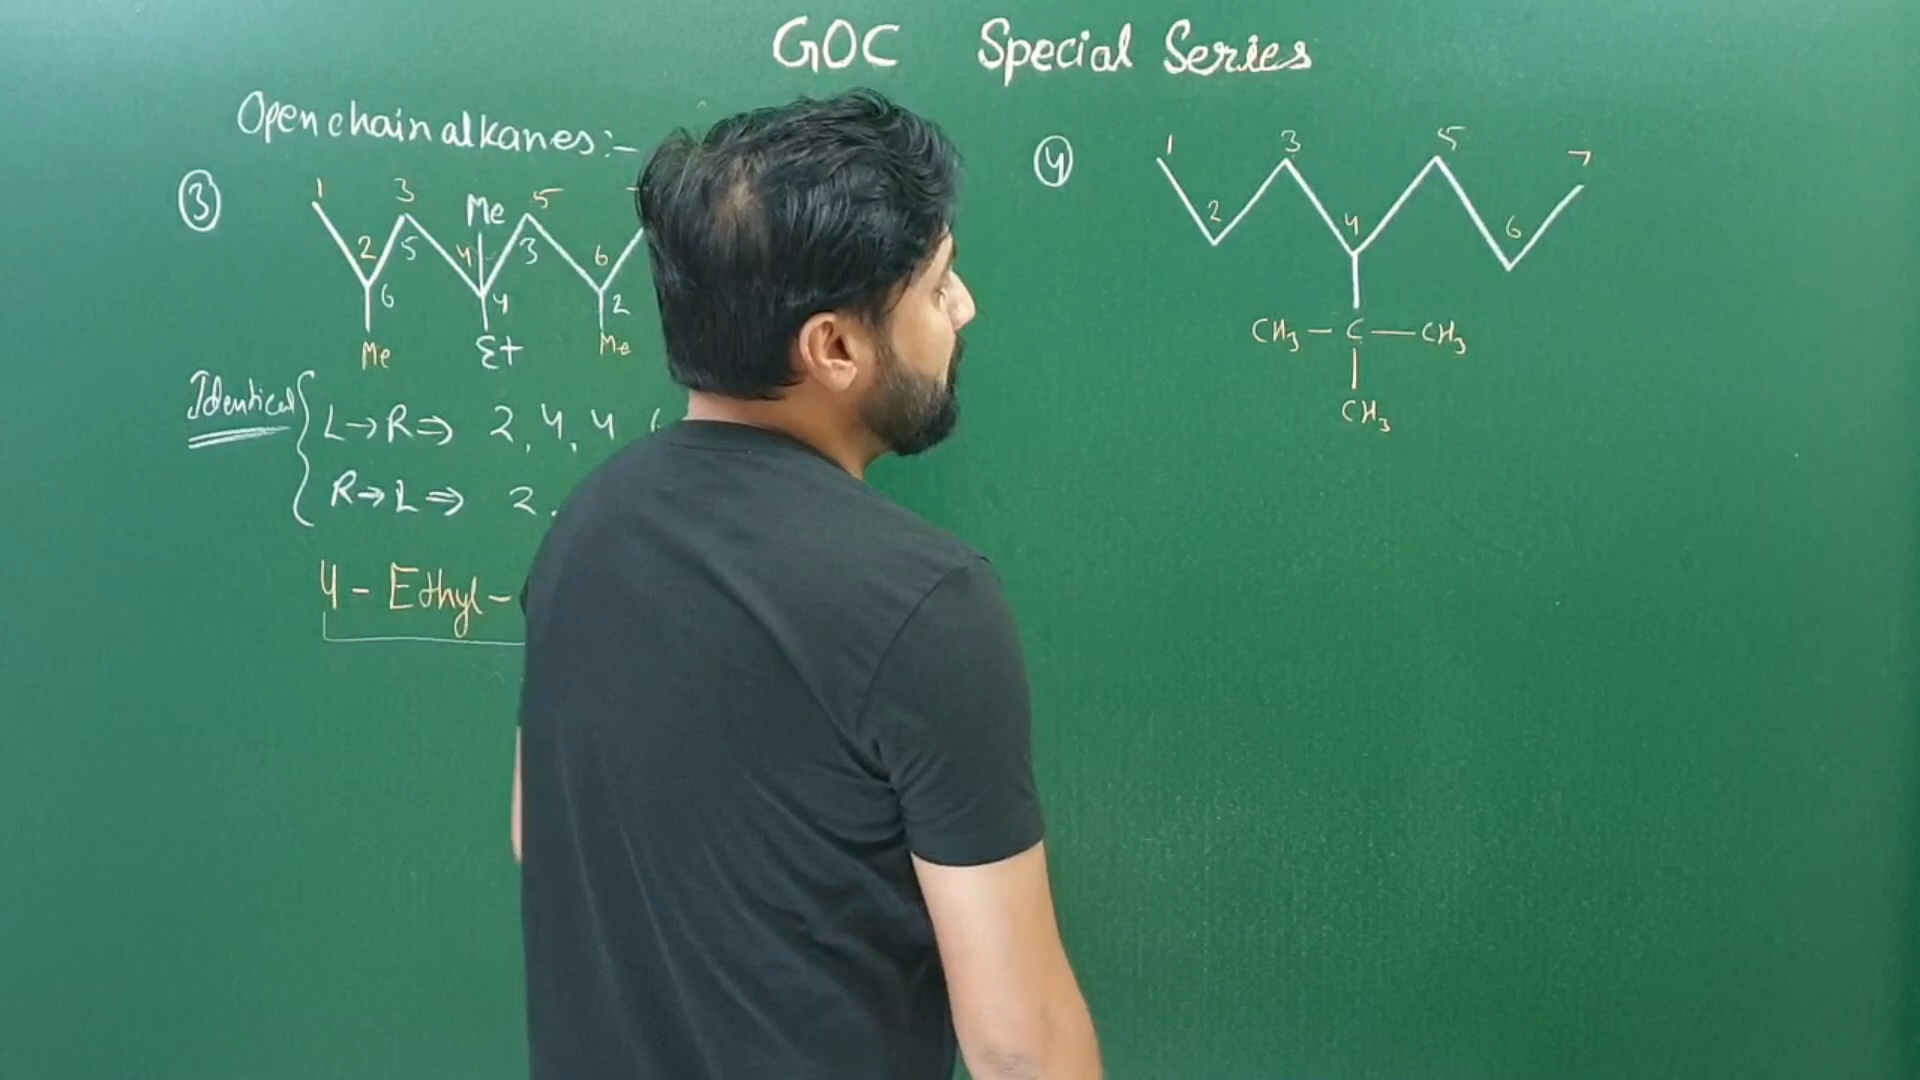 GOC Special Series
Open chain alkanes:-
③
1 3 Me 5
2 5 4 3 6
6 4 2
Me Et Me
Identical
L→R⇒ 2, 4, 4
R→L⇒ 2.
4 - Ethyl -
④
1 3 5 7
2 4 6
CH₃ — C — CH₃
CH₃